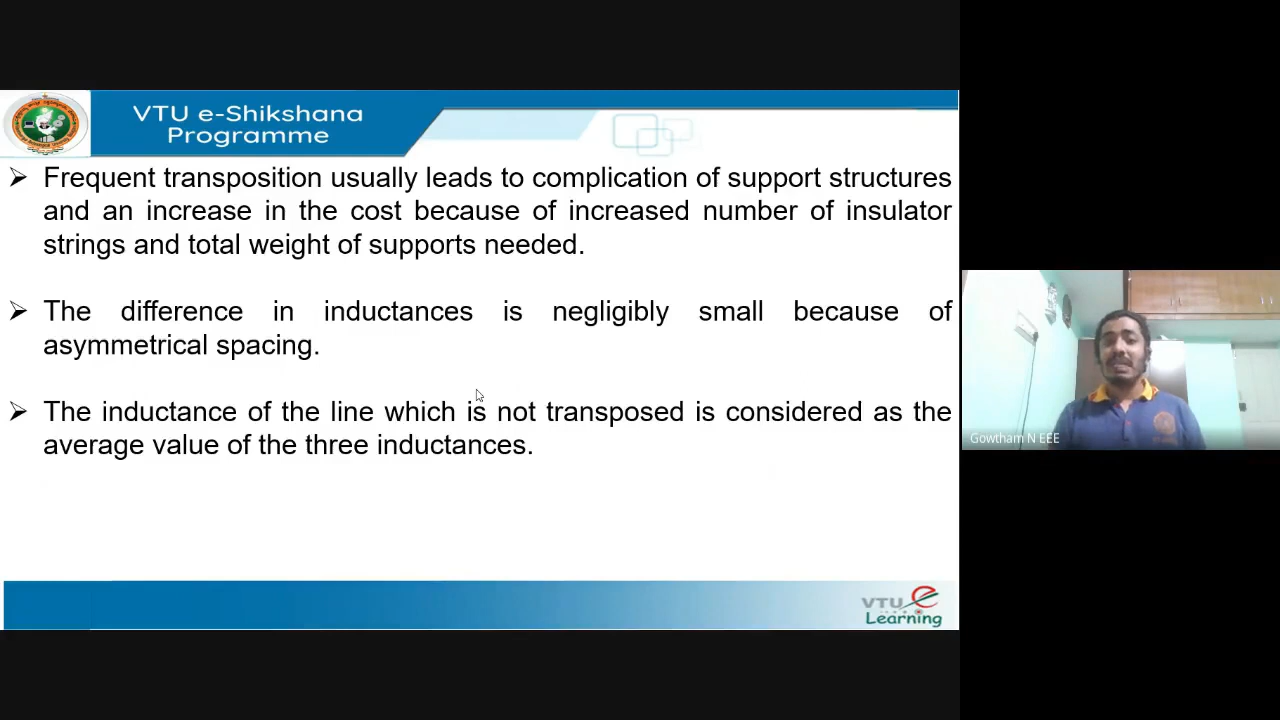 VTU e-Shikshana
Programme
➢ Frequent transposition usually leads to complication of support structures
and an increase in the cost because of increased number of insulator
strings and total weight of supports needed.
➢ The difference in inductances is negligibly small because of
asymmetrical spacing.
➢ The inductance of the line which is not transposed is considered as the
average value of the three inductances.
Gowtham N EEE
VTU e
Learning